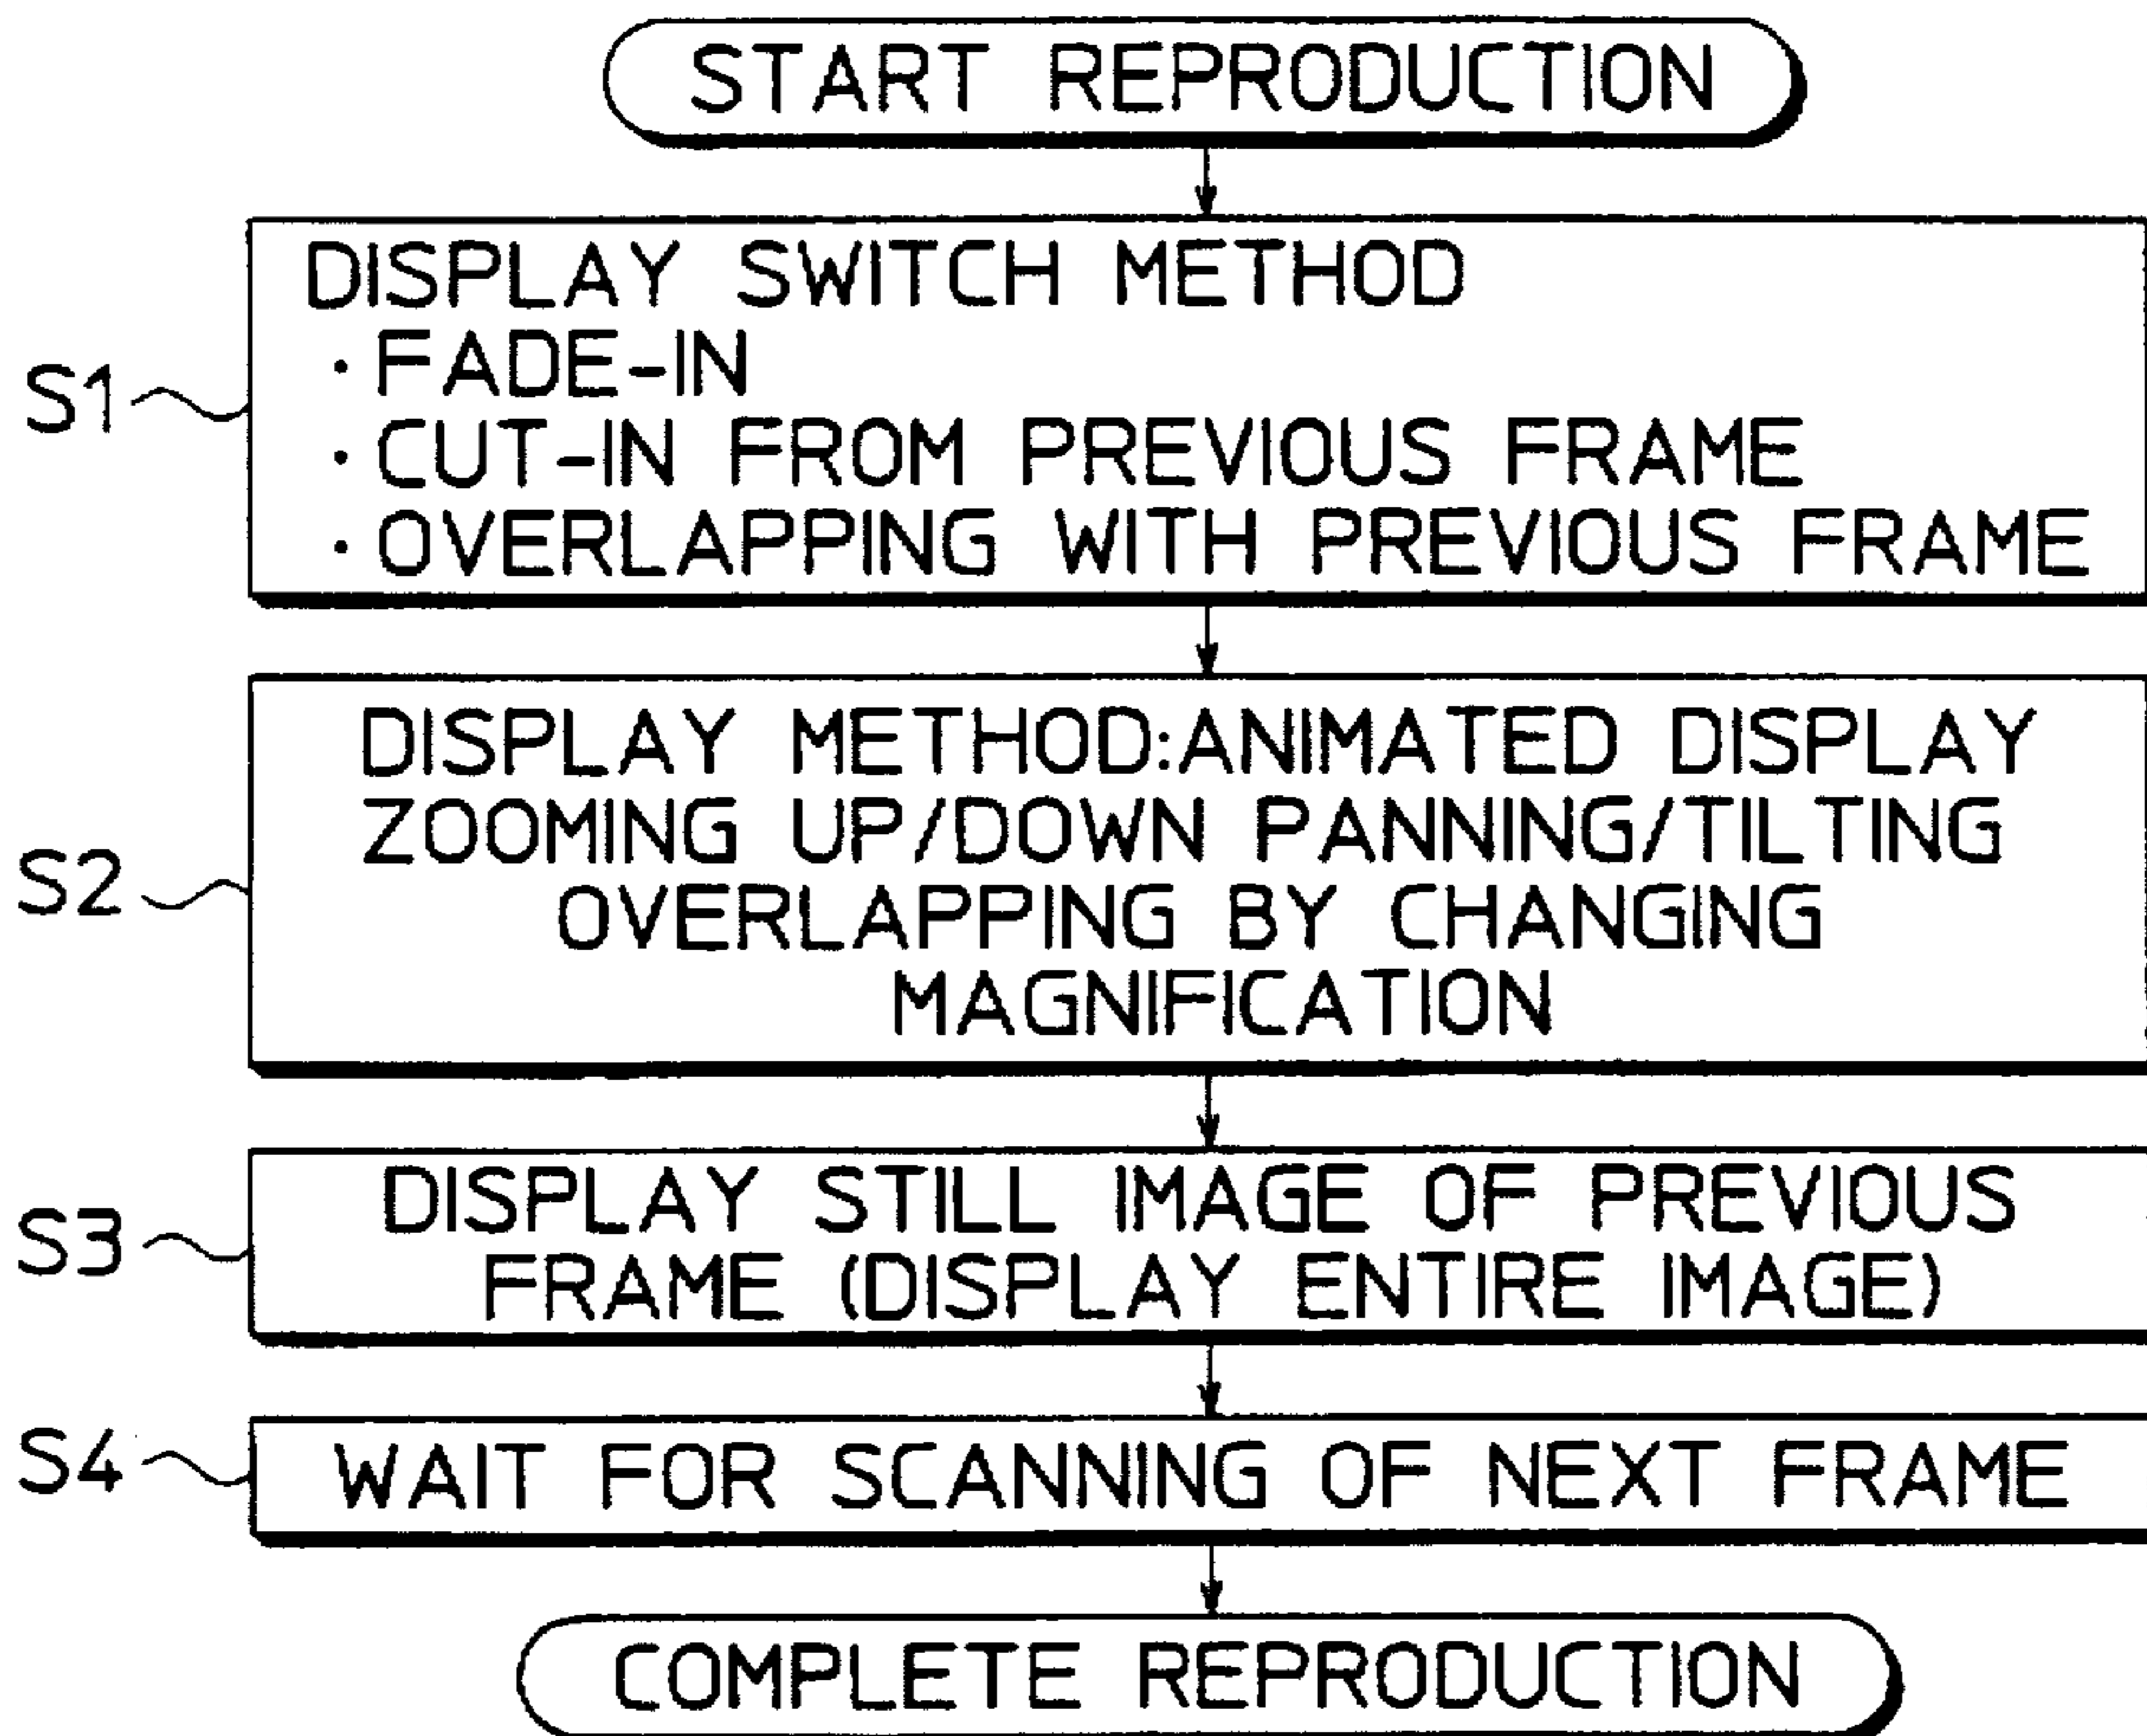 START REPRODUCTION
S1
DISPLAY SWITCH METHOD
· FADE-IN
· CUT-IN FROM PREVIOUS FRAME
· OVERLAPPING WITH PREVIOUS FRAME
S2
DISPLAY METHOD:ANIMATED DISPLAY
ZOOMING UP/DOWN PANNING/TILTING
OVERLAPPING BY CHANGING
MAGNIFICATION
S3
DISPLAY STILL IMAGE OF PREVIOUS
FRAME (DISPLAY ENTIRE IMAGE)
S4
WAIT FOR SCANNING OF NEXT FRAME
COMPLETE REPRODUCTION